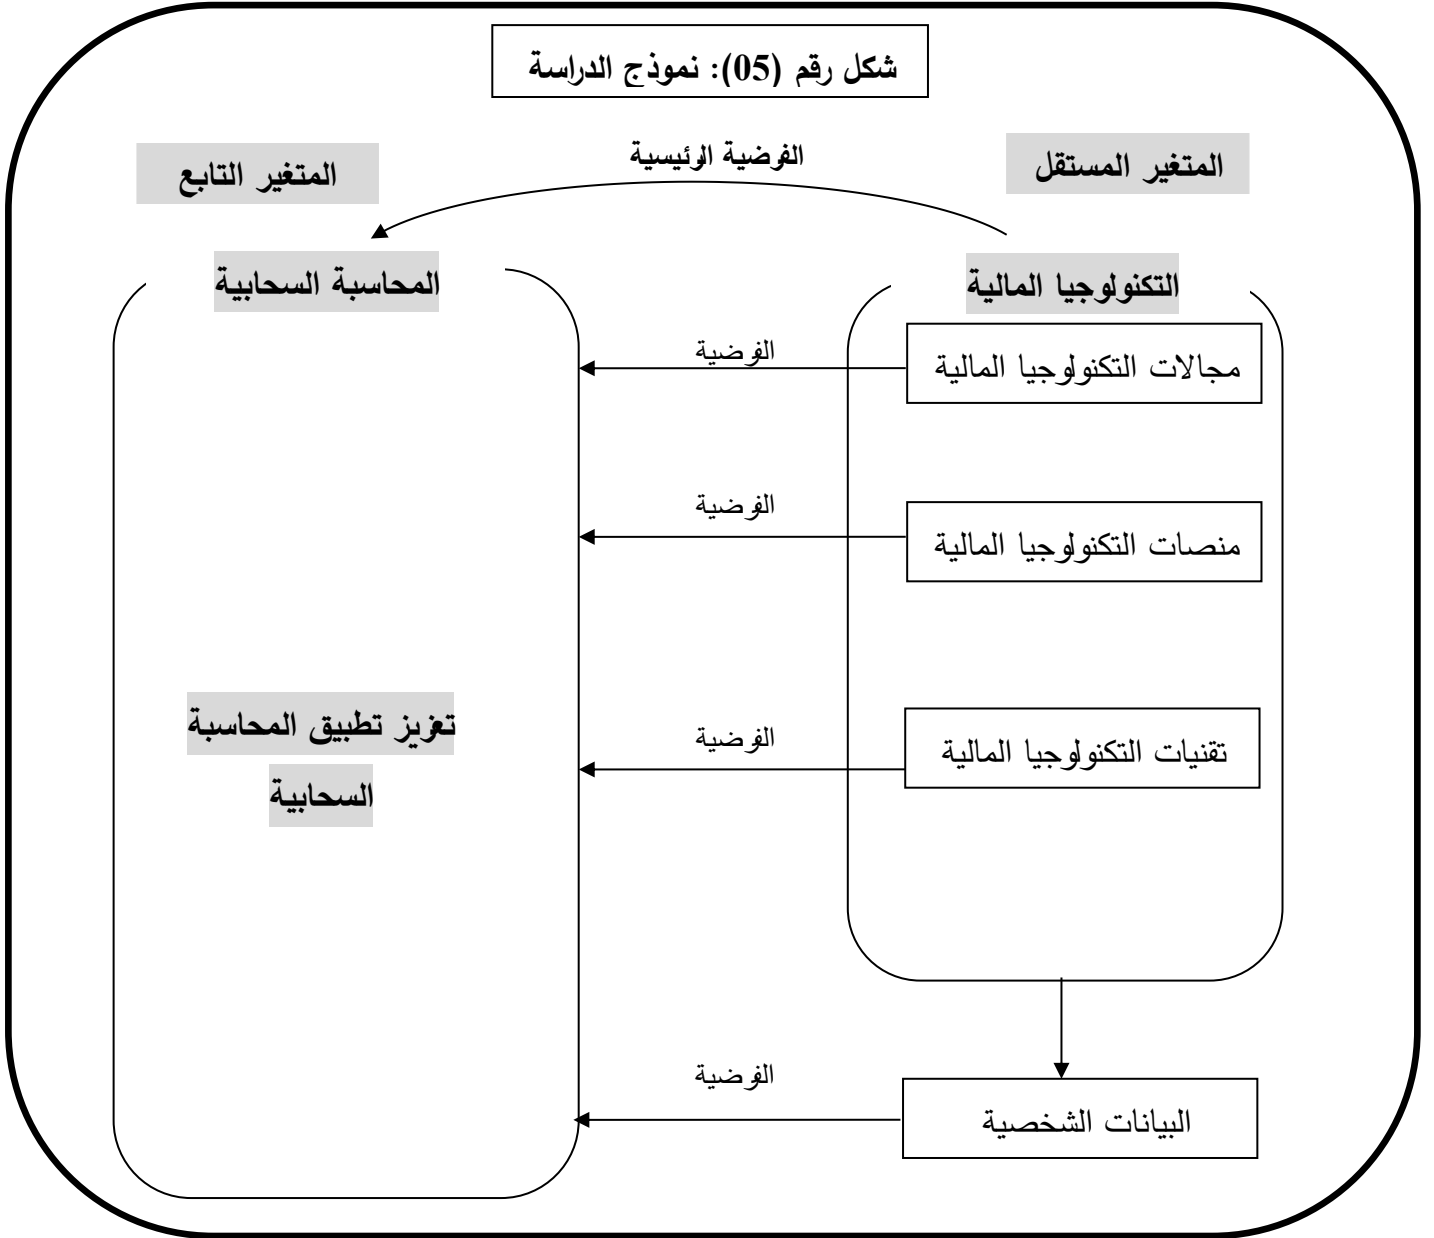 شكل رقم (05): نموذج الدراسة
المتغير المستقل
الفرضية الرئيسية
المتغير التابع
التكنولوجيا المالية
المحاسبة السحابية
مجالات التكنولوجيا المالية
الفرضية
منصات التكنولوجيا المالية
الفرضية
تقنيات التكنولوجيا المالية
الفرضية
تعزيز تطبيق المحاسبة
السحابية
البيانات الشخصية
الفرضية